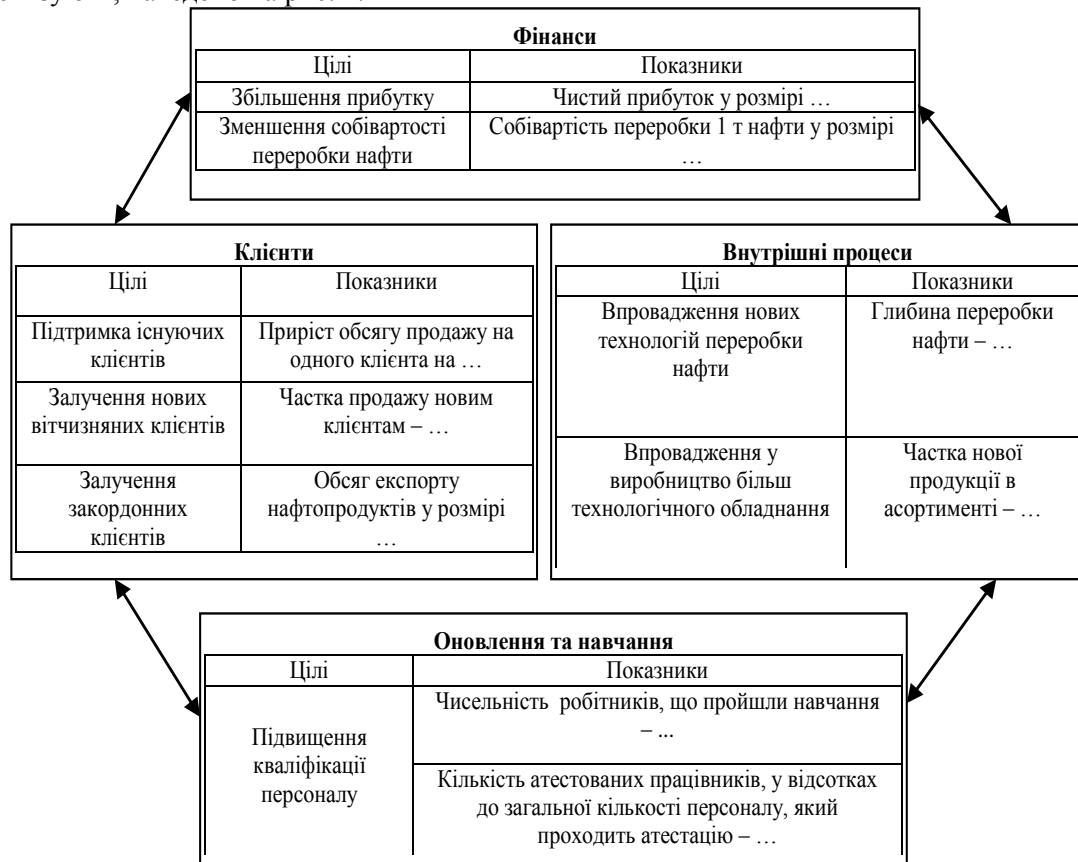 Фінанси
Цілі Показники
Збільшення прибутку Чистий прибуток у розмірі …
Зменшення собівартості Собівартість переробки 1 т нафти у розмірі
переробки нафти …
Клієнти
Цілі Показники
Підтримка існуючих Приріст обсягу продажу на
клієнтів одного клієнта на …
Залучення нових Частка продажу новим
вітчизняних клієнтів клієнтам – …
Залучення Обсяг експорту
закордонних нафтопродуктів у розмірі
клієнтів …
Внутрішні процеси
Цілі Показники
Впровадження нових Глибина переробки
технологій переробки нафти – …
нафти
Впровадження у Частка нової
виробництво більш продукції в
технологічного обладнання асортименті – …
Оновлення та навчання
Цілі Показники
Підвищення
кваліфікації
персоналу
Чисельність робітників, що пройшли навчання
– ...
Кількість атестованих працівників, у відсотках
до загальної кількості персоналу, який
проходить атестацію – …